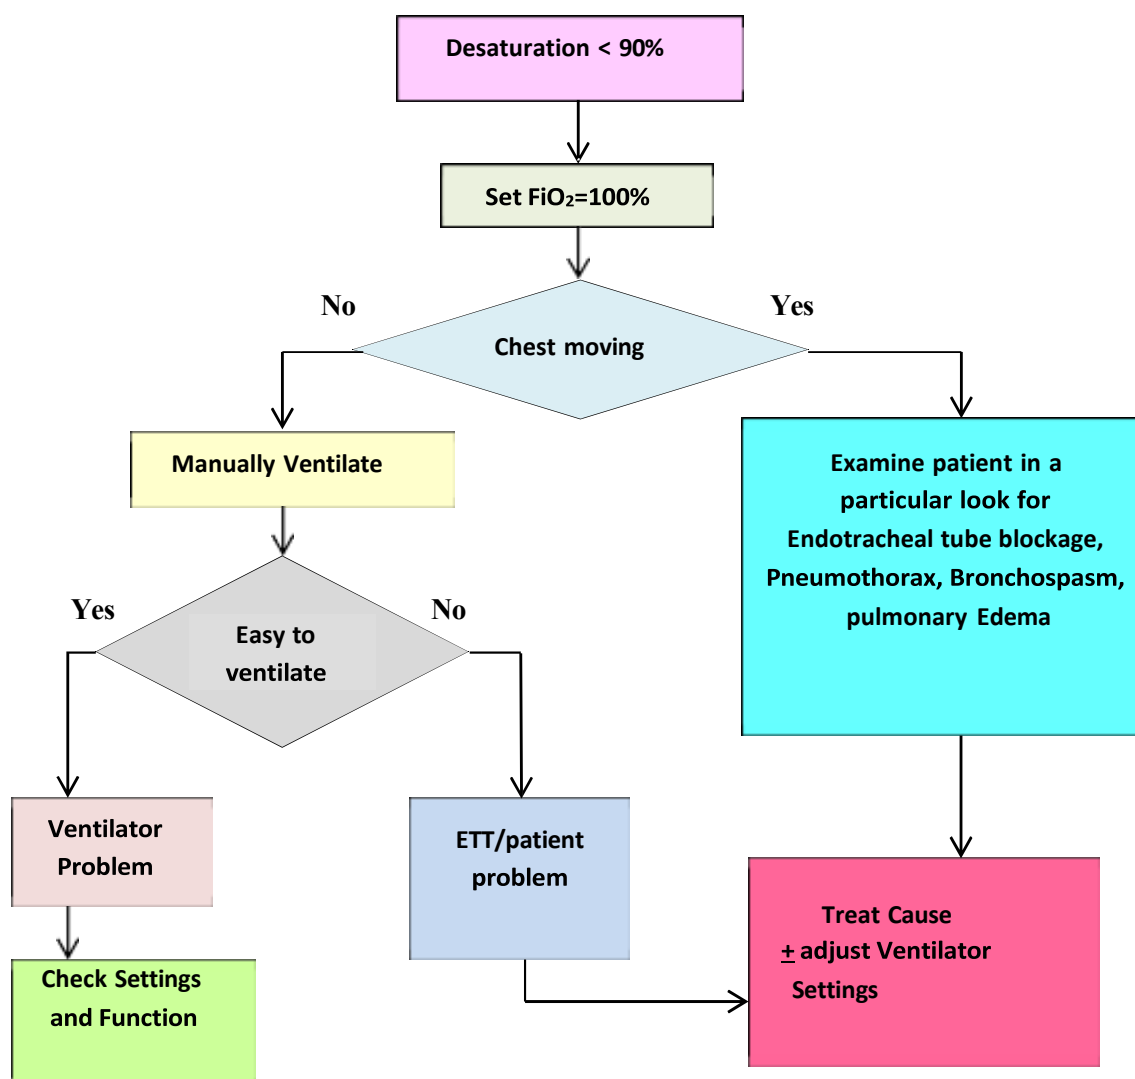 Desaturation < 90%
Set FiO₂=100%
No
Yes
Chest moving
Manually Ventilate
Examine patient in a
particular look for
Endotracheal tube blockage,
Pneumothorax, Bronchospasm,
pulmonary Edema
Yes
No
Easy to
ventilate
Ventilator
Problem
ETT/patient
problem
Treat Cause
± adjust Ventilator
Settings
Check Settings
and Function